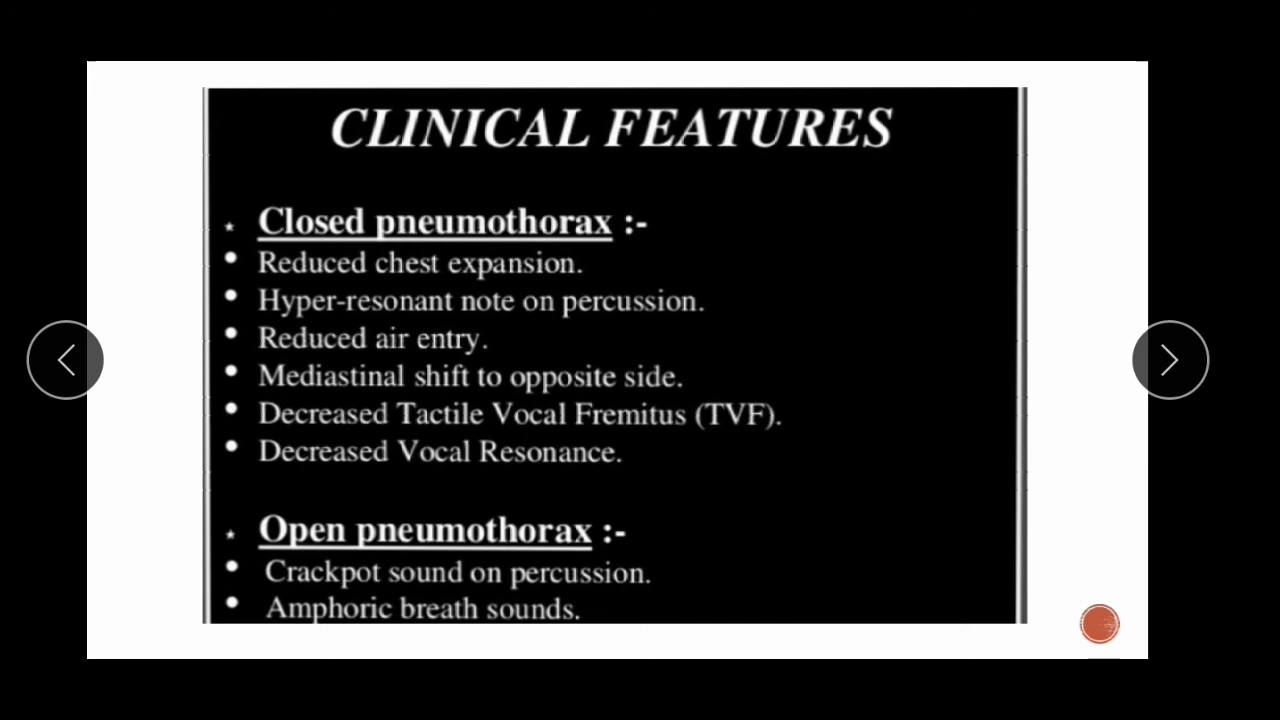 CLINICAL FEATURES
* Closed pneumothorax :-
• Reduced chest expansion.
• Hyper-resonant note on percussion.
• Reduced air entry.
• Mediastinal shift to opposite side.
• Decreased Tactile Vocal Fremitus (TVF).
• Decreased Vocal Resonance.
* Open pneumothorax :-
• Crackpot sound on percussion.
• Amphoric breath sounds.